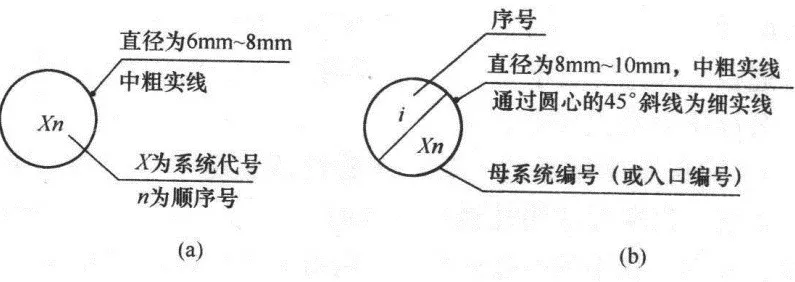 直径为6mm~8mm
中粗实线
Xn
X为系统代号
n为顺序号
(a)
序号
直径为8mm~10mm，中粗实线
通过圆心的45°斜线为细实线
i
Xn
母系统编号（或入口编号）
(b)